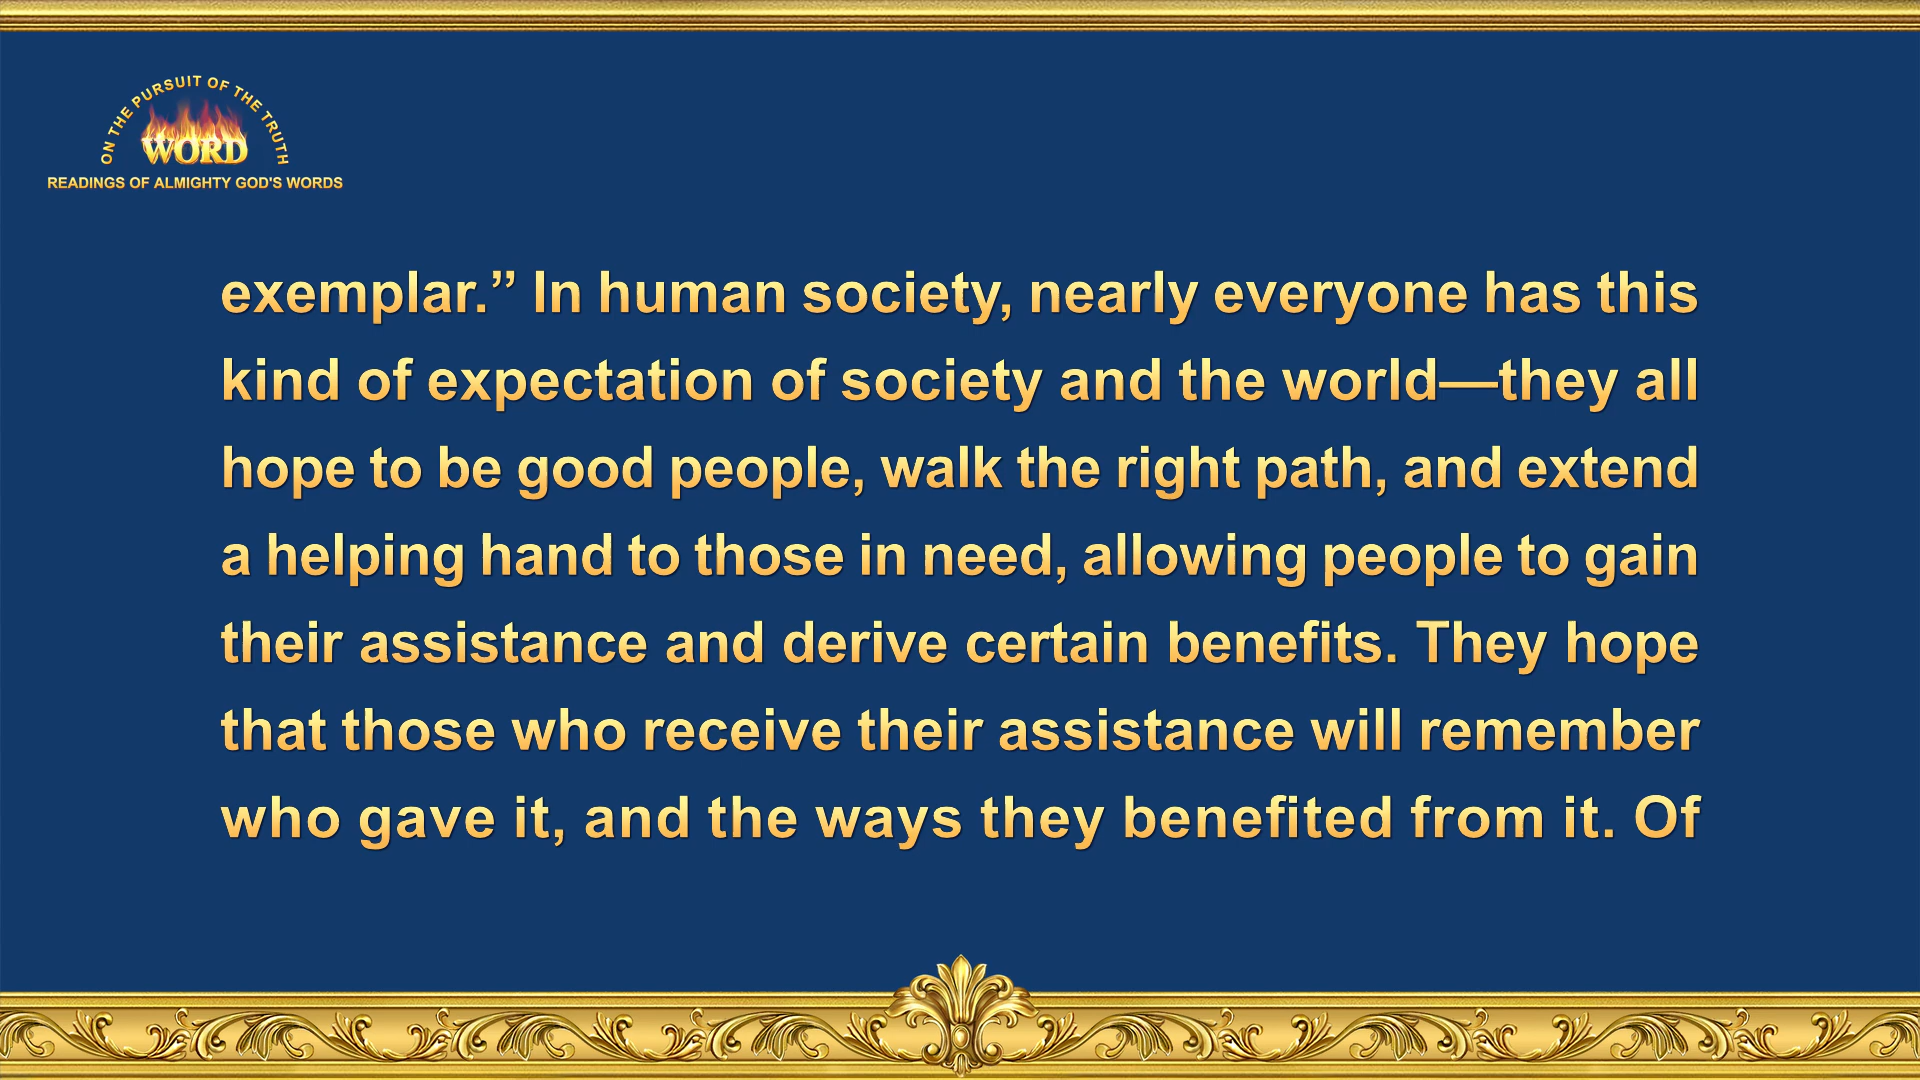 ON THE PURSUIT OF THE TRUTH
WORD
READINGS OF ALMIGHTY GOD'S WORDS
exemplar.” In human society, nearly everyone has this
kind of expectation of society and the world—they all
hope to be good people, walk the right path, and extend
a helping hand to those in need, allowing people to gain
their assistance and derive certain benefits. They hope
that those who receive their assistance will remember
who gave it, and the ways they benefited from it. Of